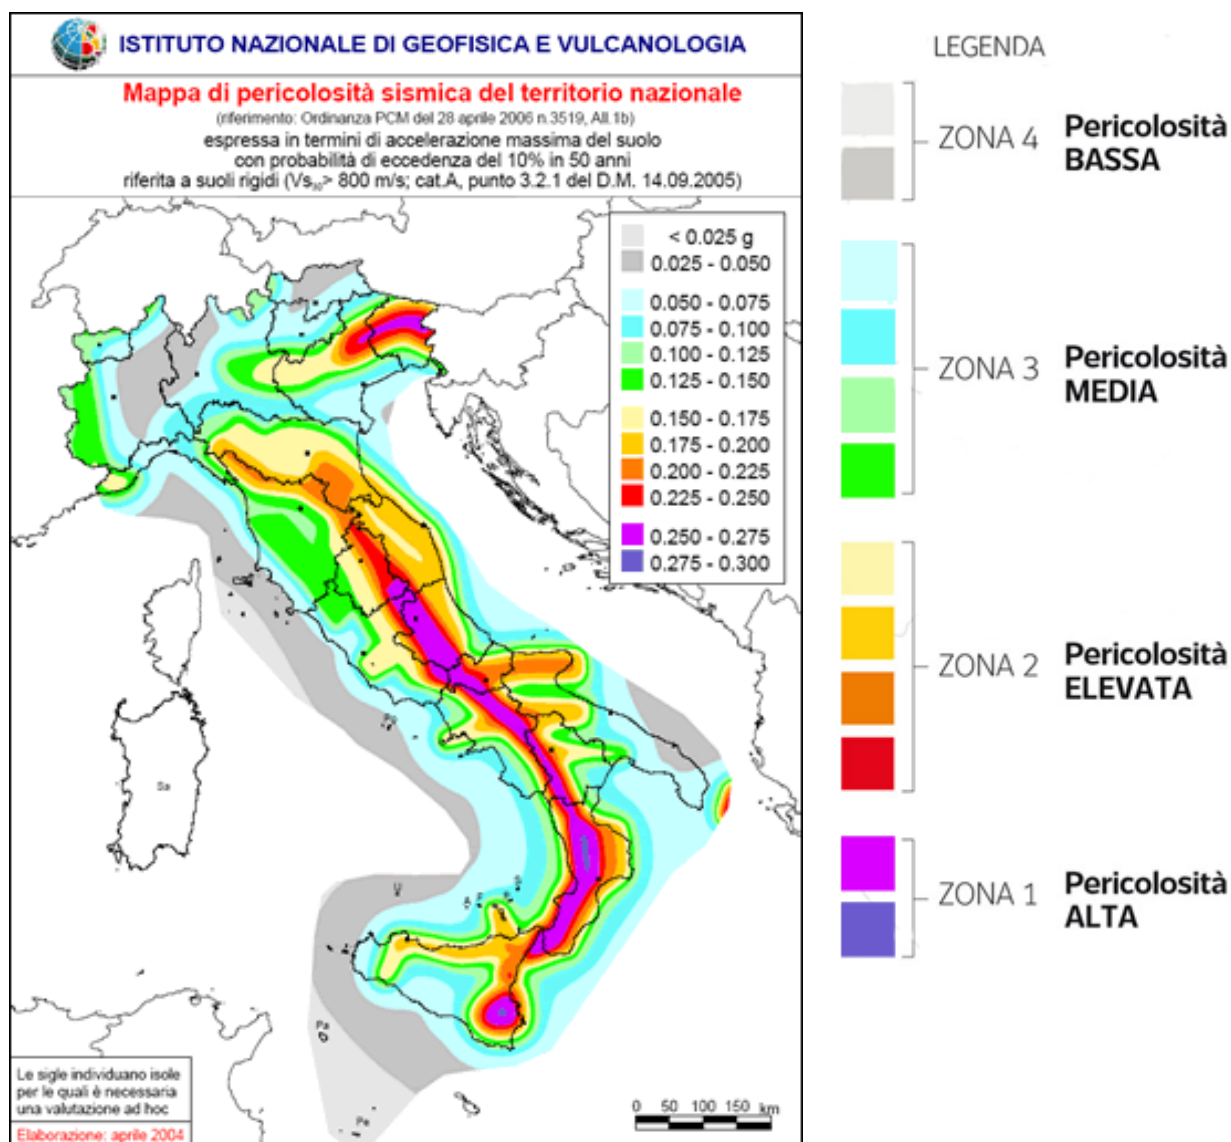 ISTITUTO NAZIONALE DI GEOFISICA E VULCANOLOGIA
Mappa di pericolosità sismica del territorio nazionale
(riferimento: Ordinanza PCM del 28 aprile 2006 n.3519, All.1b)
espressa in termini di accelerazione massima del suolo
con probabilità di eccedenza del 10% in 50 anni
riferita a suoli rigidi (Vs₃₀> 800 m/s; cat.A, punto 3.2.1 del D.M. 14.09.2005)
< 0.025 g
0.025 - 0.050
0.050 - 0.075
0.075 - 0.100
0.100 - 0.125
0.125 - 0.150
0.150 - 0.175
0.175 - 0.200
0.200 - 0.225
0.225 - 0.250
0.250 - 0.275
0.275 - 0.300
Sa
U
A
Pa
Pe
Le sigle individuano isole
per le quali è necessaria
una valutazione ad hoc
Elaborazione: aprile 2004
0 50 100 150
km
LEGENDA
ZONA 4
Pericolosità
BASSA
ZONA 3
Pericolosità
MEDIA
ZONA 2
Pericolosità
ELEVATA
ZONA 1
Pericolosità
ALTA